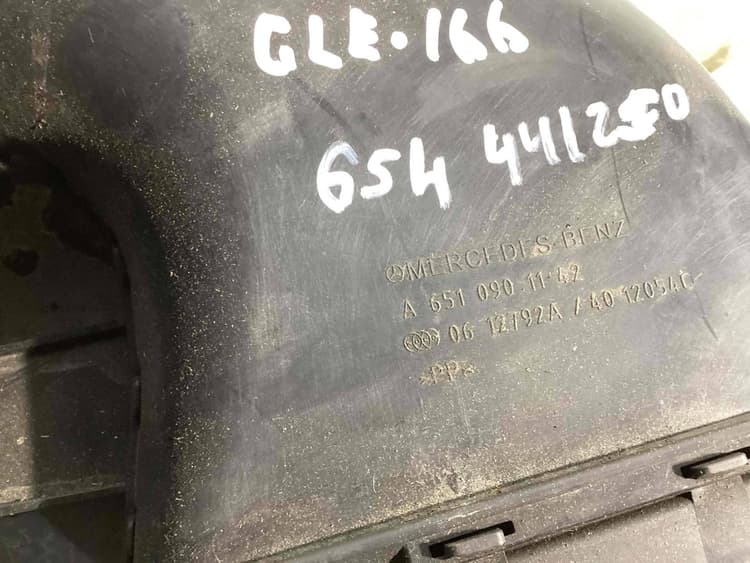 GLE.166
654 441250
MERCEDES BENZ
A 651 090 11 42
06 12792A / 40 12054C
>PP<